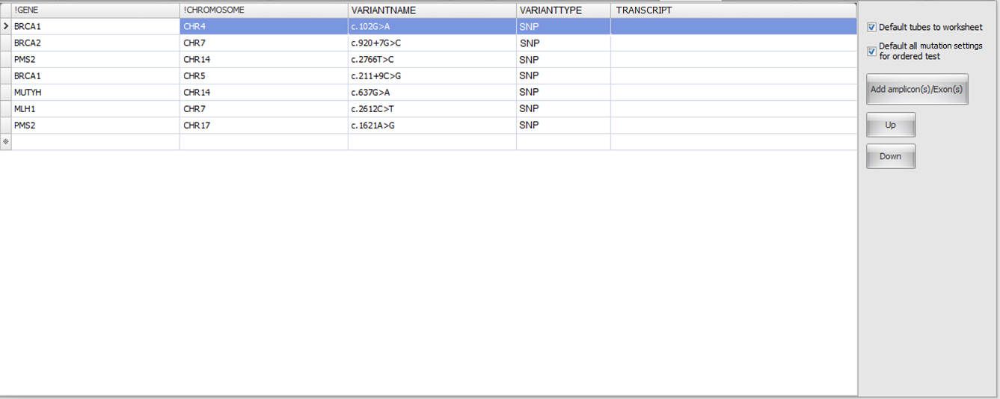 !GENE !CHROMOSOME VARIANTNAME VARIANTTYPE TRANSCRIPT
BRCA1 CHR4 c.102G>A SNP
BRCA2 CHR7 c.920+7G>C SNP
PMS2 CHR14 c.2766T>C SNP
BRCA1 CHR5 c.211+9C>G SNP
MUTYH CHR14 c.637G>A SNP
MLH1 CHR7 c.2612C>T SNP
PMS2 CHR17 c.1621A>G SNP
Default tubes to worksheet
Default all mutation settings
for ordered test
Add amplicon(s)/Exon(s)
Up
Down